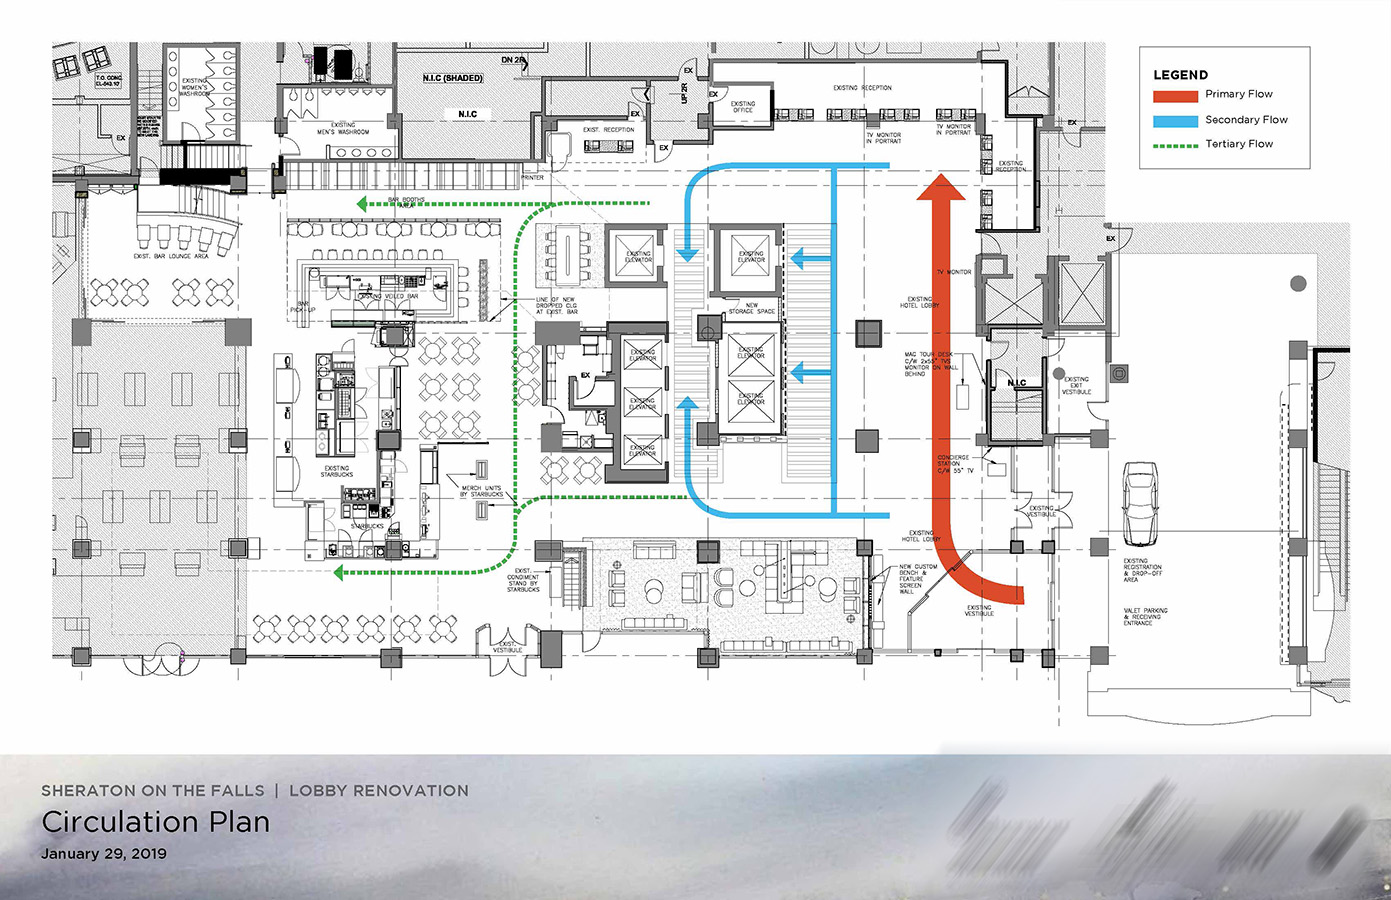 T.O. CONC.
EX
EXISTING
WOMEN'S
WASHROOM
EXISTING
MEN'S WASHROOM
N.I.C (SHADED)
N.I.C
DN 2R
EX
UP 2R
EX
EX
EX
EXISTING
OFFICE
EXISTING RECEPTION
EXIST. RECEPTION
PRINTER
TV MONITOR
IN PORTRAIT
TV MONITOR
IN PORTRAIT
EXISTING
RECEPTION
EX
EX
LEGEND
Primary Flow
Secondary Flow
Tertiary Flow
BAR BOOTHS
AREA
EXIST. BAR LOUNGE AREA
BAR
PICK-UP
EXISTING VEILED BAR
LINE OF NEW
DROPPED CLG
AT EXIST. BAR
EXISTING
ELEVATOR
EXISTING
ELEVATOR
NEW
STORAGE SPACE
EXISTING
ELEVATOR
EXISTING
ELEVATOR
EXISTING
ELEVATOR
EXISTING
ELEVATOR
EXISTING
ELEVATOR
EX
TV MONITOR
EXISTING
HOTEL LOBBY
MAG TOUR DESK
C/W 2x55" TVS
MONITOR ON WALL
BEHIND
N.I.C
EXISTING
EXIT
VESTIBULE
CONCIERGE
STATION
C/W 55" TV
EXISTING
VESTIBULE
EXISTING
STARBUCKS
STARBUCKS
MERCH UNITS
BY STARBUCKS
EXISTING
HOTEL LOBBY
EXIST.
CONDIMENT
STAND BY
STARBUCKS
NEW CUSTOM
BENCH &
FEATURE
SCREEN
WALL
EXISTING
VESTIBULE
EXIST.
VESTIBULE
EXISTING
REGISTRATION
& DROP-OFF
AREA
VALET PARKING
& RECEIVING
ENTRANCE
SHERATON ON THE FALLS | LOBBY RENOVATION
Circulation Plan
January 29, 2019